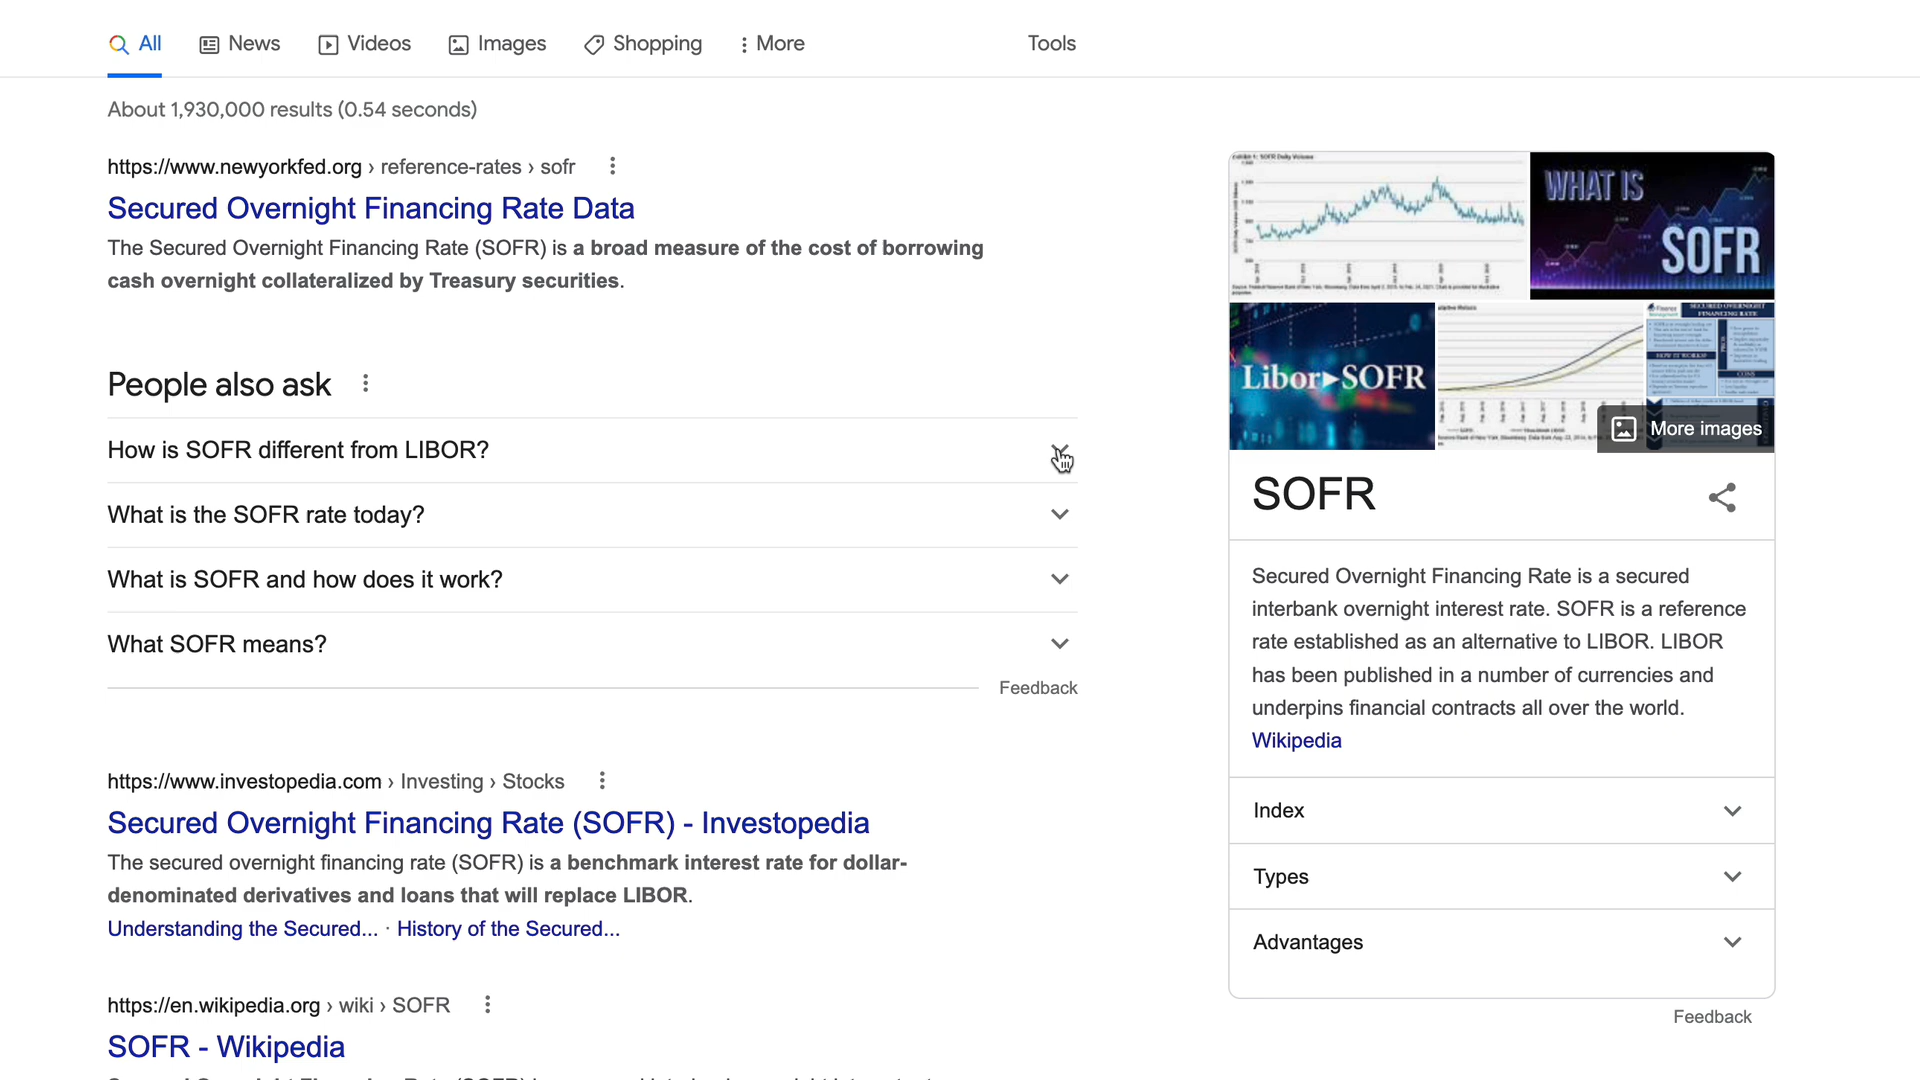 All
News
Videos
Images
Shopping
More
Tools
About 1,930,000 results (0.54 seconds)
https://www.newyorkfed.org › reference-rates › sofr
Secured Overnight Financing Rate Data
The Secured Overnight Financing Rate (SOFR) is a broad measure of the cost of borrowing
cash overnight collateralized by Treasury securities.
People also ask
How is SOFR different from LIBOR?
What is the SOFR rate today?
What is SOFR and how does it work?
What SOFR means?
Feedback
https://www.investopedia.com › Investing › Stocks
Secured Overnight Financing Rate (SOFR) - Investopedia
The secured overnight financing rate (SOFR) is a benchmark interest rate for dollar-
denominated derivatives and loans that will replace LIBOR.
Understanding the Secured... · History of the Secured...
https://en.wikipedia.org › wiki › SOFR
SOFR - Wikipedia
WHAT IS
SOFR
Libor▸SOFR
SECURED OVERNIGHT
FINANCING RATE
More images
SOFR
Secured Overnight Financing Rate is a secured
interbank overnight interest rate. SOFR is a reference
rate established as an alternative to LIBOR. LIBOR
has been published in a number of currencies and
underpins financial contracts all over the world.
Wikipedia
Index
Types
Advantages
Feedback